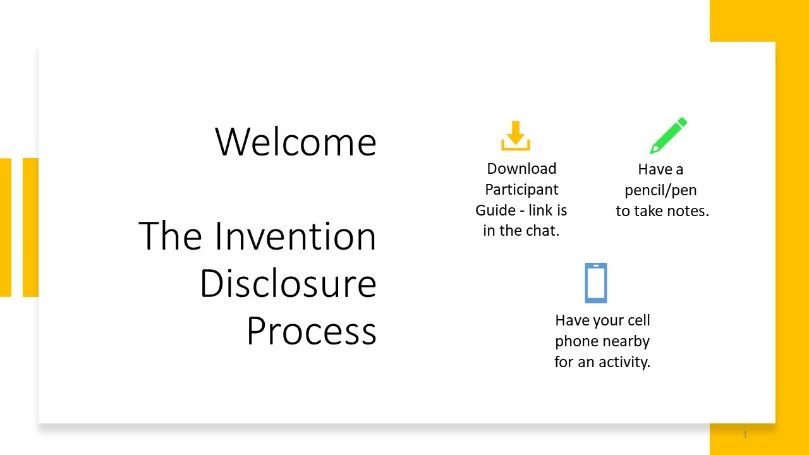 Welcome
The Invention
Disclosure
Process
Download
Participant
Guide - link is
in the chat.
Have a
pencil/pen
to take notes.
Have your cell
phone nearby
for an activity.
1